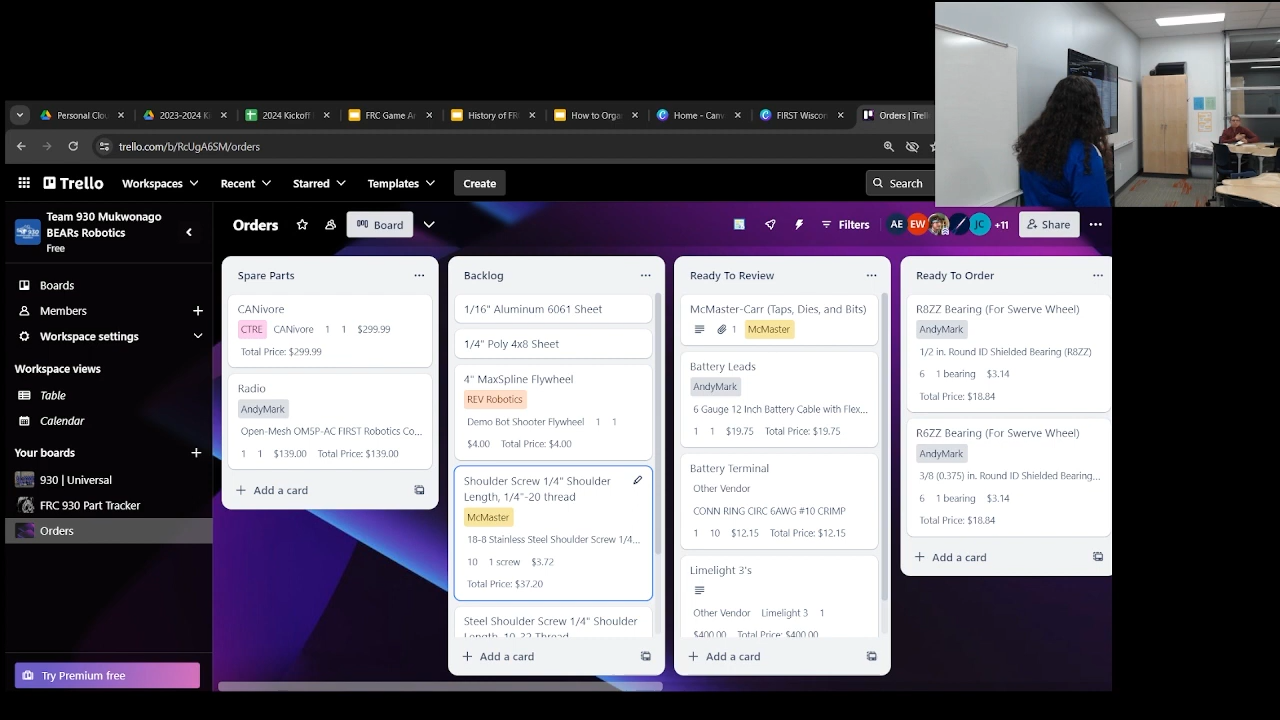 Personal Clou
2023-2024 Ki
2024 Kickoff
FRC Game An
History of FR
How to Orga
Home - Canv
FIRST Wiscon
Orders | Trell
trello.com/b/RcUgA6SM/orders
Trello
Workspaces
Recent
Starred
Templates
Create
Search
Team 930 Mukwonago BEARs Robotics
Free
Boards
Members
Workspace settings
Workspace views
Table
Calendar
Your boards
930 | Universal
FRC 930 Part Tracker
Orders
Try Premium free
Orders
Board
Filters
AE
EW
JC
+11
Share
Spare Parts
CANivore
CTRE CANivore 1 1 $299.99
Total Price: $299.99
Radio
AndyMark
Open-Mesh OM5P-AC FIRST Robotics Co...
1 1 $139.00 Total Price: $139.00
Add a card
Backlog
1/16" Aluminum 6061 Sheet
1/4" Poly 4x8 Sheet
4" MaxSpline Flywheel
REV Robotics
Demo Bot Shooter Flywheel 1 1
$4.00 Total Price: $4.00
Shoulder Screw 1/4" Shoulder
Length, 1/4"-20 thread
McMaster
18-8 Stainless Steel Shoulder Screw 1/4...
10 1 screw $3.72
Total Price: $37.20
Steel Shoulder Screw 1/4" Shoulder
Length, 10-32 Thread
Add a card
Ready To Review
McMaster-Carr (Taps, Dies, and Bits)
1 McMaster
Battery Leads
AndyMark
6 Gauge 12 Inch Battery Cable with Flex...
1 1 $19.75 Total Price: $19.75
Battery Terminal
Other Vendor
CONN RING CIRC 6AWG #10 CRIMP
1 10 $12.15 Total Price: $12.15
Limelight 3's
Other Vendor Limelight 3 1
$400.00 Total Price: $400.00
Add a card
Ready To Order
R8ZZ Bearing (For Swerve Wheel)
AndyMark
1/2 in. Round ID Shielded Bearing (R8ZZ)
6 1 bearing $3.14
Total Price: $18.84
R6ZZ Bearing (For Swerve Wheel)
AndyMark
3/8 (0.375) in. Round ID Shielded Bearing...
6 1 bearing $3.14
Total Price: $18.84
Add a card